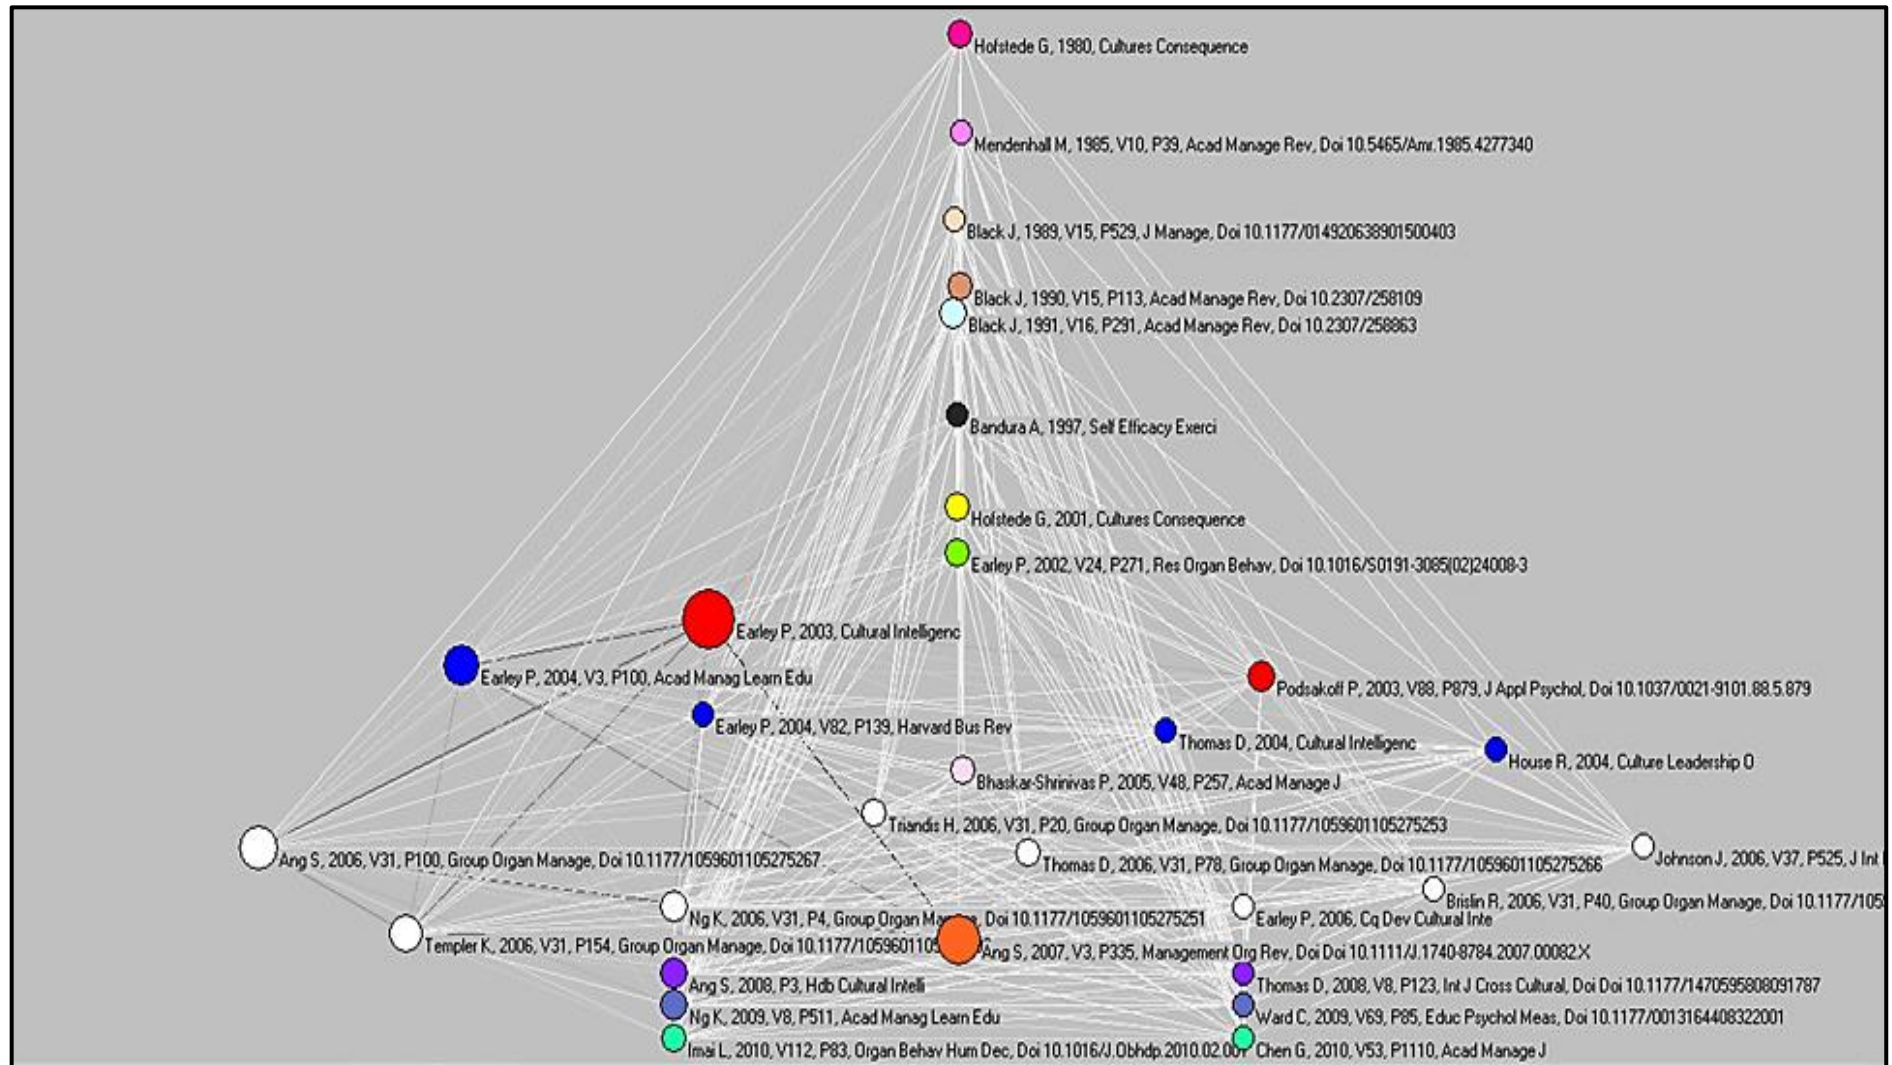 Hofstede G, 1980, Cultures Consequence
Mendenhall M, 1985, V10, P39, Acad Manage Rev, Doi 10.5465/Amr.1985.4277340
Black J, 1989, V15, P529, J Manage, Doi 10.1177/014920638901500403
Black J, 1990, V15, P113, Acad Manage Rev, Doi 10.2307/258109
Black J, 1991, V16, P291, Acad Manage Rev, Doi 10.2307/258863
Bandura A, 1997, Self Efficacy Exerci
Hofstede G, 2001, Cultures Consequence
Earley P, 2002, V24, P271, Res Organ Behav, Doi 10.1016/S0191-3085(02)24008-3
Earley P, 2003, Cultural Intelligenc
Earley P, 2004, V3, P100, Acad Manag Learn Edu
Podsakoff P, 2003, V88, P879, J Appl Psychol, Doi 10.1037/0021-9101.88.5.879
Earley P, 2004, V82, P139, Harvard Bus Rev
Thomas D, 2004, Cultural Intelligenc
House R, 2004, Culture Leadership O
Bhaskar-Shrinivas P, 2005, V48, P257, Acad Manage J
Triandis H, 2006, V31, P20, Group Organ Manage, Doi 10.1177/1059601105275253
Ang S, 2006, V31, P100, Group Organ Manage, Doi 10.1177/1059601105275267
Thomas D, 2006, V31, P78, Group Organ Manage, Doi 10.1177/1059601105275266
Johnson J, 2006, V37, P525, J Int
Brislin R, 2006, V31, P40, Group Organ Manage, Doi 10.1177/105
Ng K, 2006, V31, P4, Group Organ Manage, Doi 10.1177/1059601105275251
Earley P, 2006, Cq Dev Cultural Inte
Templer K, 2006, V31, P154, Group Organ Manage, Doi 10.1177/105960110
Ang S, 2007, V3, P335, Management Org Rev, Doi Doi 10.1111/J.1740-8784.2007.00082.X
Ang S, 2008, P3, Hdb Cultural Intelli
Thomas D, 2008, V8, P123, Int J Cross Cultural, Doi Doi 10.1177/1470595808091787
Ng K, 2009, V8, P511, Acad Manag Learn Edu
Ward C, 2009, V69, P85, Educ Psychol Meas, Doi 10.1177/0013164408322001
Imai L, 2010, V112, P83, Organ Behav Hum Dec, Doi 10.1016/J.Obhdp.2010.02.00
Chen G, 2010, V53, P1110, Acad Manage J